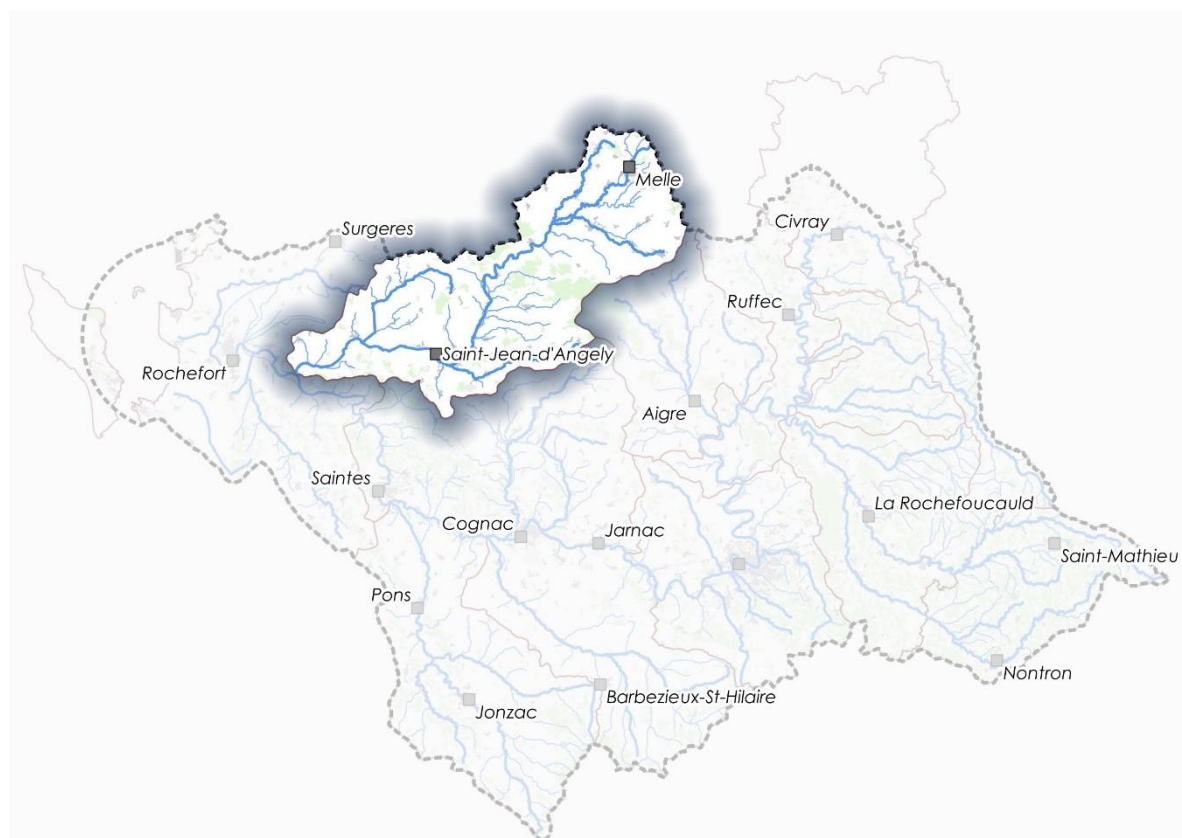 Melle
Surgeres
Civray
Ruffec
Saint-Jean-d'Angely
Rochefort
Aigre
Saintes
La Rochefoucauld
Cognac
Jarnac
Saint-Mathieu
Pons
Nontron
Barbezieux-St-Hilaire
Jonzac